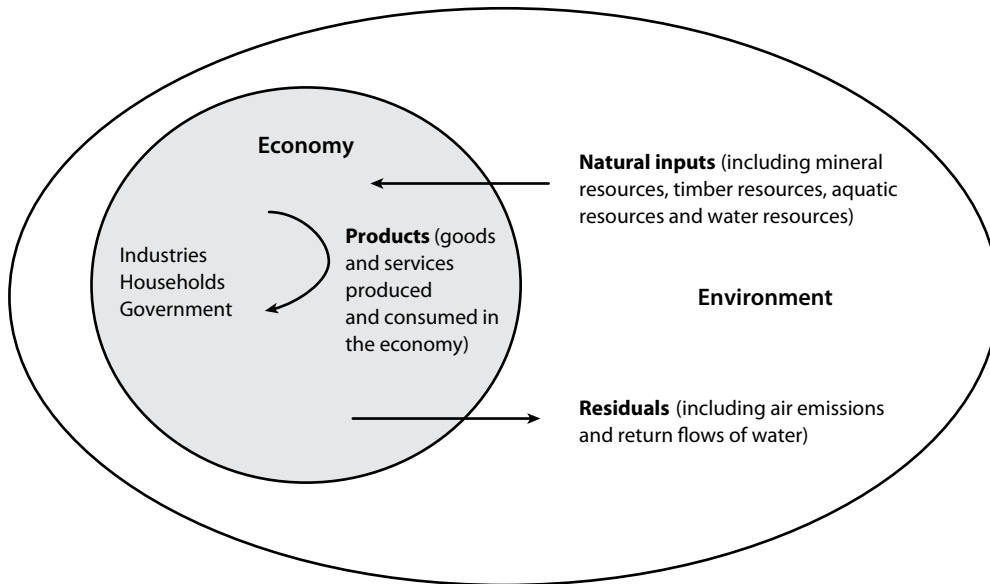 Economy
Natural inputs (including mineral
resources, timber resources, aquatic
resources and water resources)
Industries
Households
Government
Products (goods
and services
produced
and consumed in
the economy)
Environment
Residuals (including air emissions
and return flows of water)